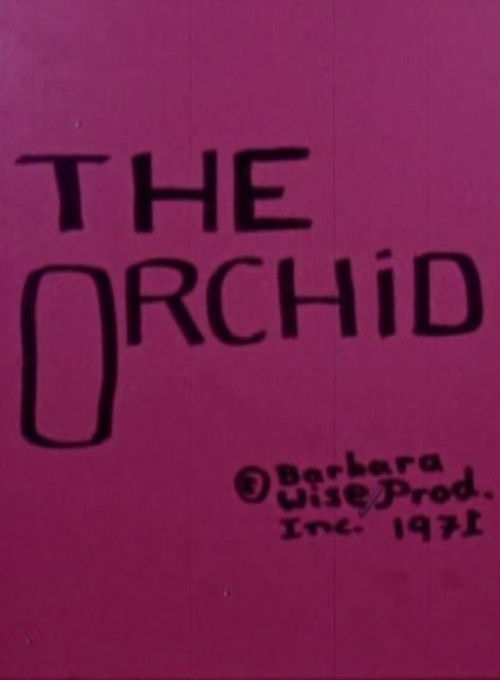 THE
ORCHiD
© Barbara
Wise Prod.
Inc. 1971